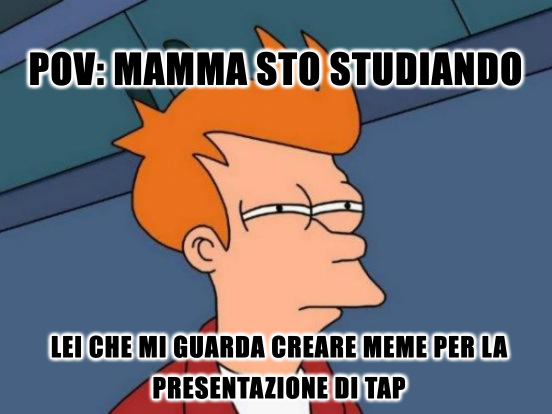 POV: MAMMA STO STUDIANDO
LEI CHE MI GUARDA CREARE MEME PER LA
PRESENTAZIONE DI TAP